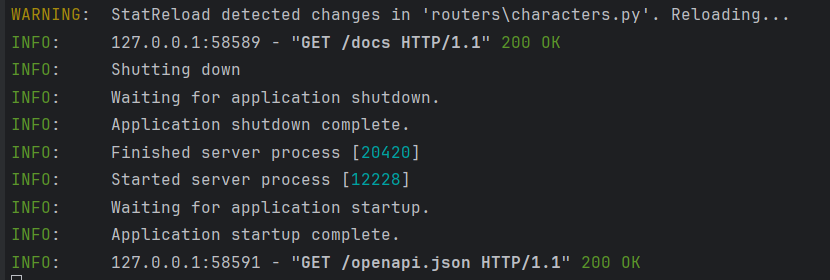 WARNING:  StatReload detected changes in 'routers\characters.py'. Reloading...
INFO:     127.0.0.1:58589 - "GET /docs HTTP/1.1" 200 OK
INFO:     Shutting down
INFO:     Waiting for application shutdown.
INFO:     Application shutdown complete.
INFO:     Finished server process [20420]
INFO:     Started server process [12228]
INFO:     Waiting for application startup.
INFO:     Application startup complete.
INFO:     127.0.0.1:58591 - "GET /openapi.json HTTP/1.1" 200 OK